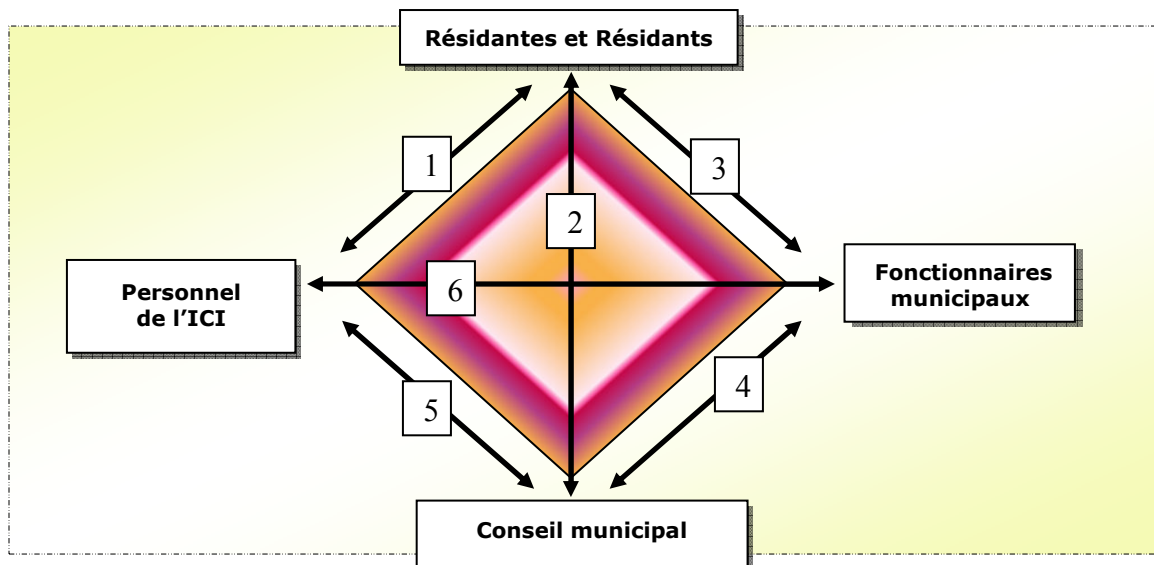 Résidantes et Résidants
1
3
2
Personnel
de l’ICI
6
Fonctionnaires
municipaux
5
4
Conseil municipal